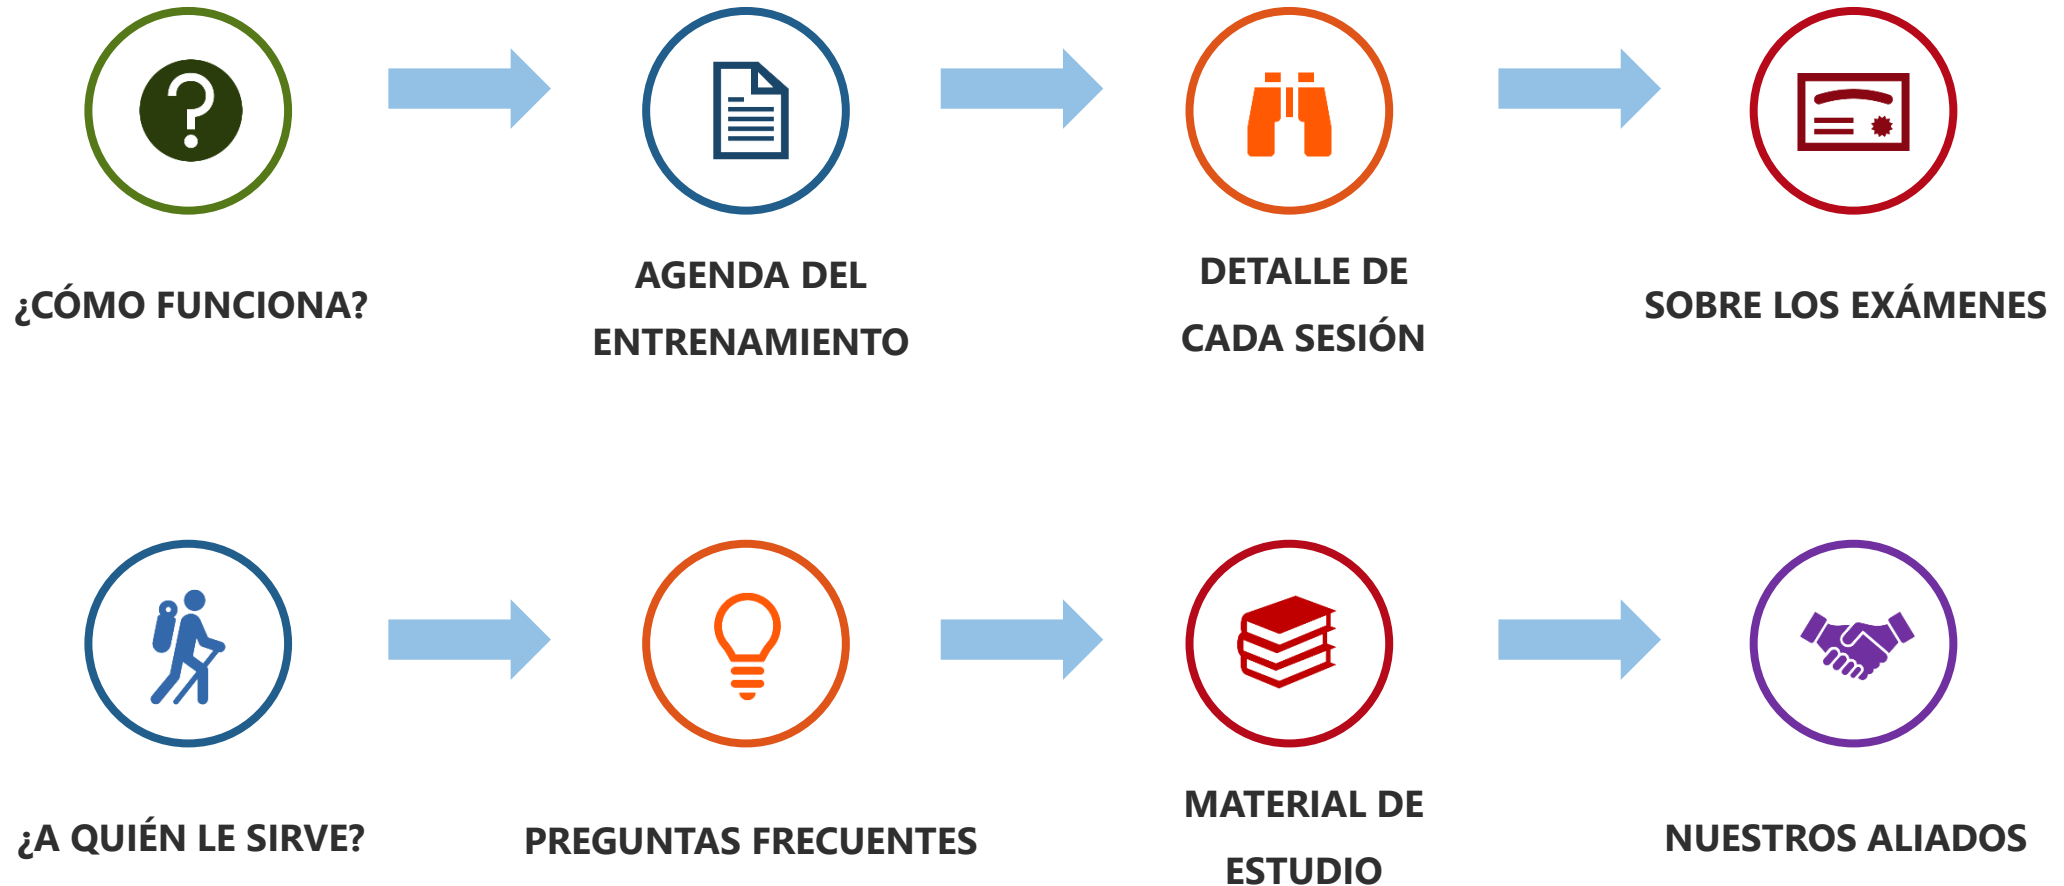 ¿CÓMO FUNCIONA?
AGENDA DEL
ENTRENAMIENTO
DETALLE DE
CADA SESIÓN
SOBRE LOS EXÁMENES
¿A QUIÉN LE SIRVE?
PREGUNTAS FRECUENTES
MATERIAL DE
ESTUDIO
NUESTROS ALIADOS